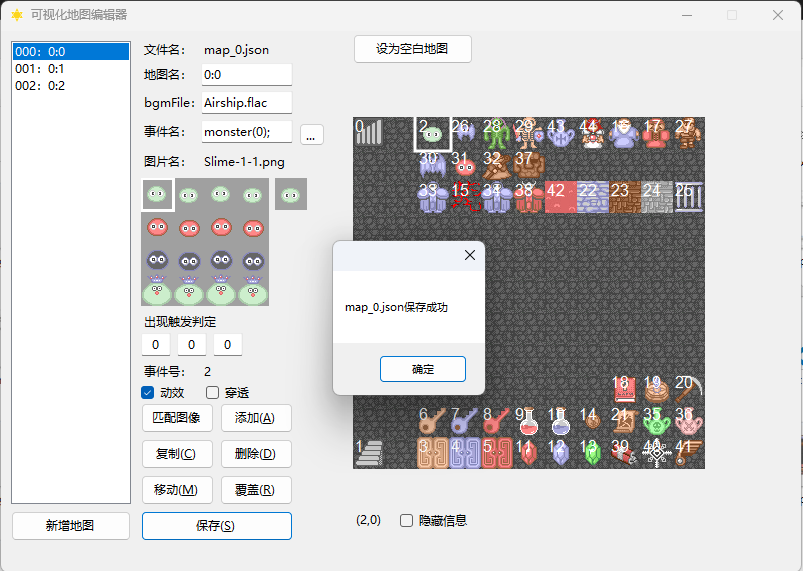 可视化地图编辑器
000: 0:0
001: 0:1
002: 0:2
文件名: map_0.json
地图名: 0:0
bgmFile: Airship.flac
事件名: monster(0);
...
图片名: Slime-1-1.png
出现触发判定
0 0 0
事件号: 2
动效 穿透
匹配图像 添加(A)
复制(C) 删除(D)
移动(M) 覆盖(R)
新增地图 保存(S)
设为空白地图
0 2 26 28 29 43 44 16 17 27
30 31 32 37
33 15 34 38 42 22 23 24 25
map_0.json保存成功
确定
18 19 20
6 7 8 9 10 14 21 35 36
1 3 4 5 11 12 13 39 40 41
(2,0) 隐藏信息